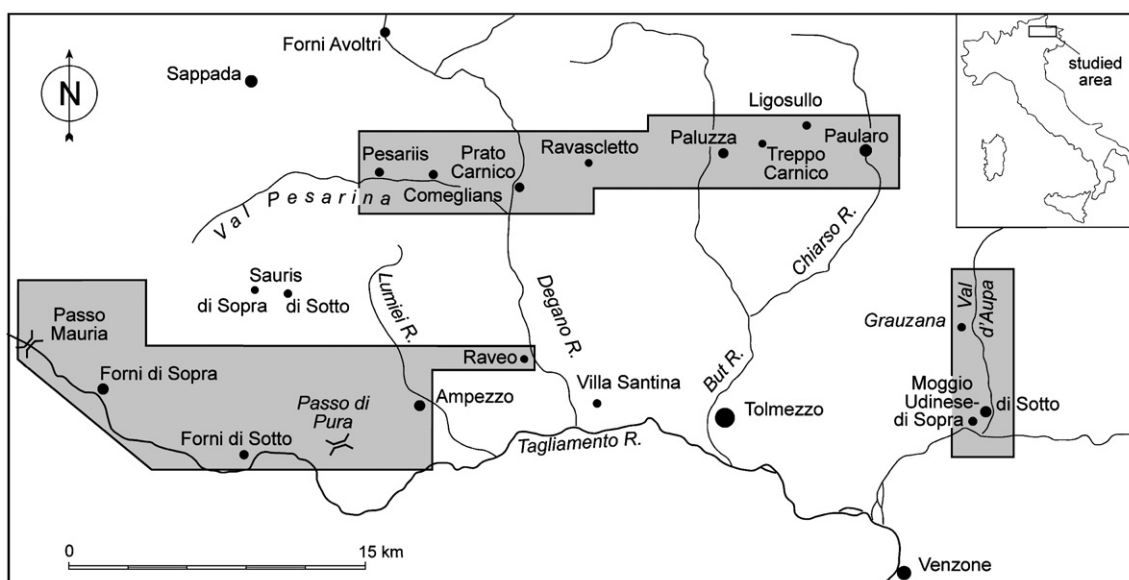 Forni Avoltri
Sappada
N
studied
area
Ligosullo
Paluzza
Paularo
Treppo
Carnico
Ravascletto
Prato
Carnico
Pesariis
Comeglians
Val Pesarina
Chiarso R.
Sauris
di Sopra
di Sotto
Lumiei R.
Degano R.
Val
d'Aupa
Grauzana
Passo
Mauria
Raveo
Forni di Sopra
Ampezzo
Villa Santina
But R.
Tolmezzo
Moggio
Udinese-
di Sopra
di Sotto
Passo di
Pura
Forni di Sotto
Tagliamento R.
0
15 km
Venzone